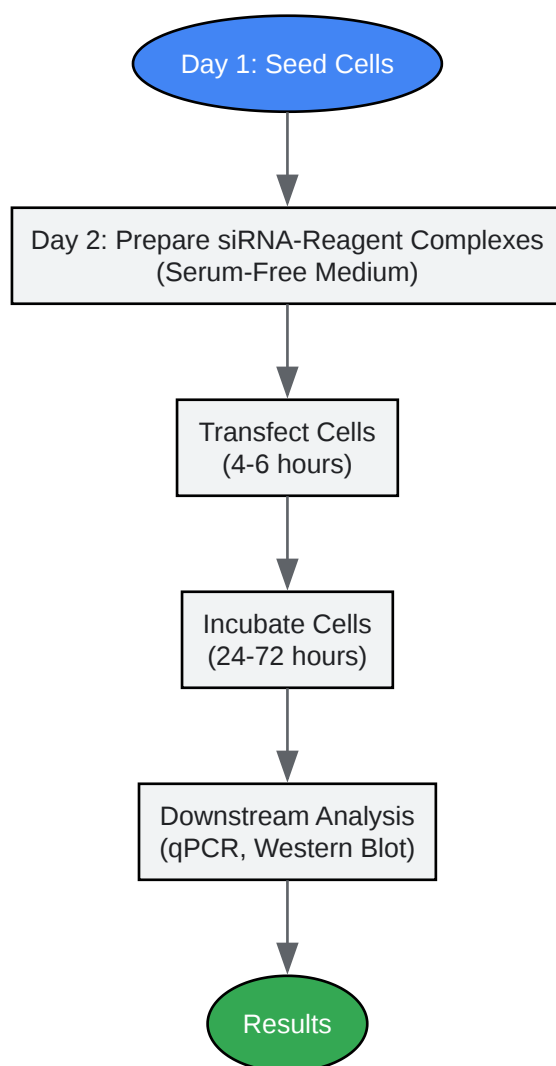 Day 1: Seed Cells
Day 2: Prepare siRNA-Reagent Complexes
(Serum-Free Medium)
Transfect Cells
(4-6 hours)
Incubate Cells
(24-72 hours)
Downstream Analysis
(qPCR, Western Blot)
Results